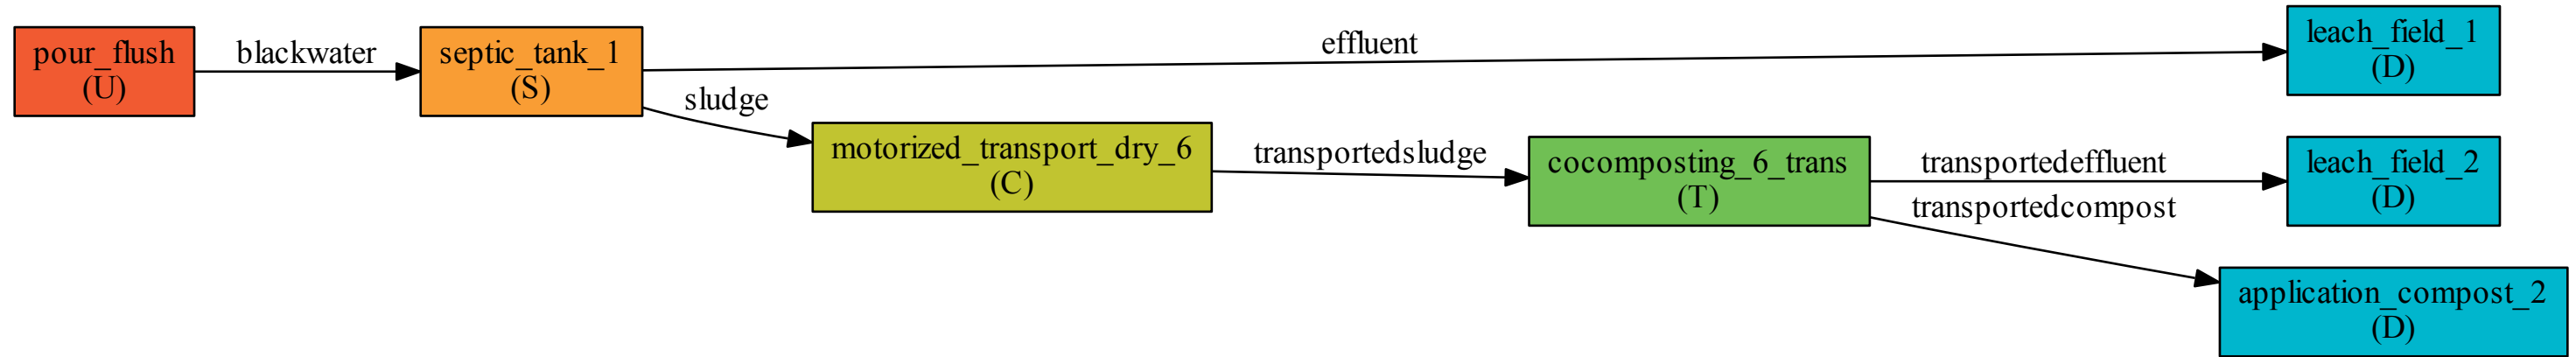 pour_flush
(U)
blackwater
septic_tank_1
(S)
effluent
leach_field_1
(D)
sludge
motorized_transport_dry_6
(C)
transportedsludge
cocomposting_6_trans
(T)
transportedeffluent
leach_field_2
(D)
transportedcompost
application_compost_2
(D)